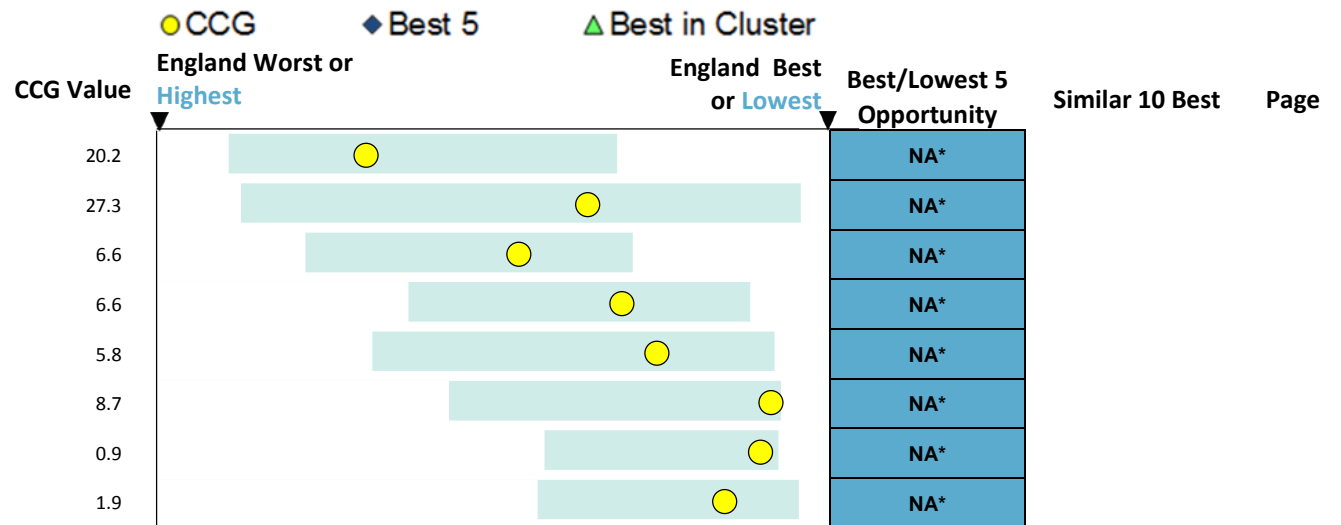 CCG Best 5 Best in Cluster
CCG Value England Worst or Highest England Best or Lowest Best/Lowest 5 Opportunity Similar 10 Best Page
20.2 NA*
27.3 NA*
6.6 NA*
6.6 NA*
5.8 NA*
8.7 NA*
0.9 NA*
1.9 NA*